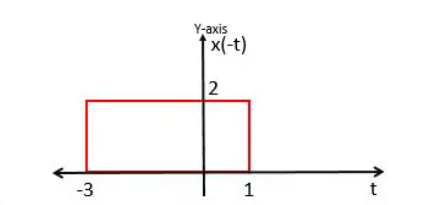 Y-axis
x(-t)
2
-3 1 t